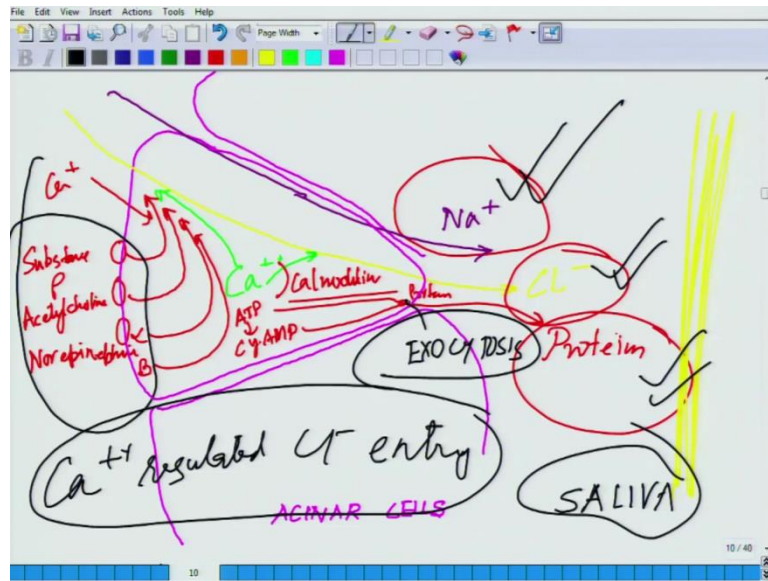 File Edit View Insert Actions Tools Help
Page Width
B I
Ca+
Na+
Substance
P
Ca++
Calmodulin
CL-
Acetylcholine
ATP
Protein
Cy-AMP
Norepinephrine
α
B
EXOCYTOSIS
Proteins
Ca++ regulated Cl- entry
SALIVA
ACINAR CELLS
10 / 40
10